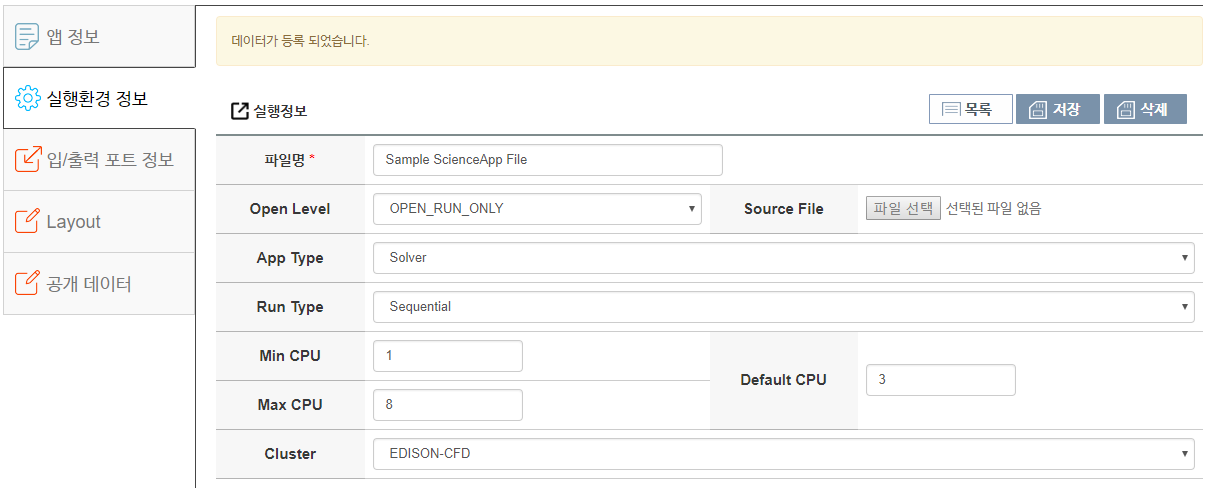 앱 정보
실행환경 정보
입/출력 포트 정보
Layout
공개 데이터
데이터가 등록 되었습니다.
실행정보
목록 저장 삭제
파일명 * Sample ScienceApp File
Open Level OPEN_RUN_ONLY Source File 파일 선택 선택된 파일 없음
App Type Solver
Run Type Sequential
Min CPU 1
Default CPU 3
Max CPU 8
Cluster EDISON-CFD